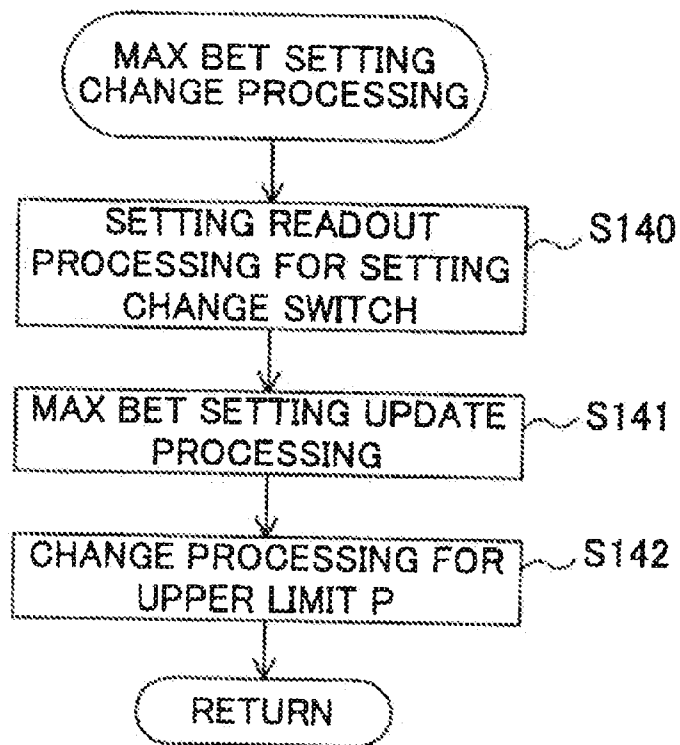 MAX BET SETTING
CHANGE PROCESSING
SETTING READOUT
PROCESSING FOR SETTING
CHANGE SWITCH
S140
MAX BET SETTING UPDATE
PROCESSING
S141
CHANGE PROCESSING FOR
UPPER LIMIT P
S142
RETURN